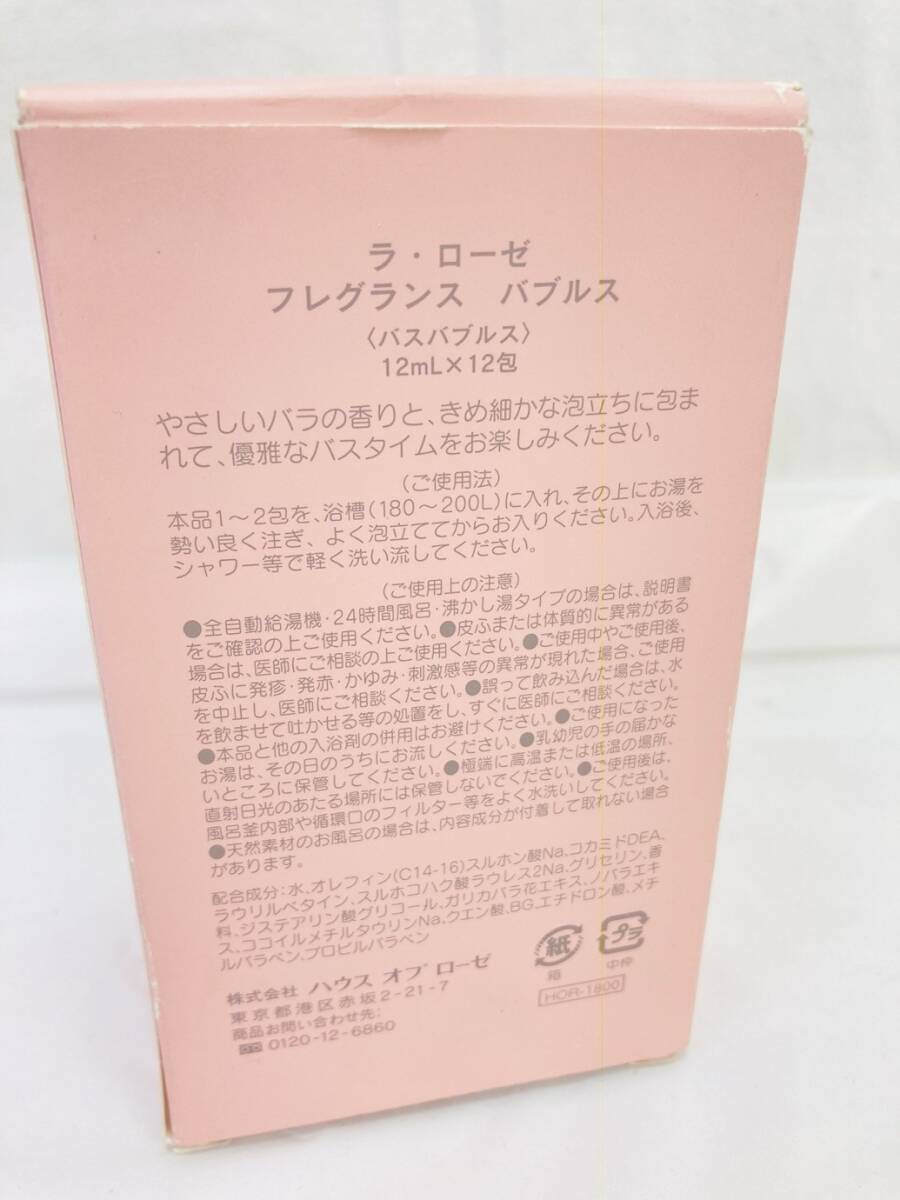 ラ・ローゼ
フレグランス バブルス
〈バスバブルス〉
12mL×12包
やさしいバラの香りと、きめ細かな泡立ちに包ま
れて、優雅なバスタイムをお楽しみください。
(ご使用法)
本品1〜2包を、浴槽(180〜200L)に入れ、その上にお湯を
勢い良く注ぎ、よく泡立ててからお入りください。入浴後、
シャワー等で軽く洗い流してください。
(ご使用上の注意)
●全自動給湯機・24時間風呂・沸かし湯タイプの場合は、説明書
をご確認の上ご使用ください。●皮ふまたは体質的に異常がある
場合は、医師にご相談の上ご使用ください。●ご使用中やご使用後、
皮ふに発疹・発赤・かゆみ・刺激感等の異常が現れた場合、ご使用
を中止し、医師にご相談ください。●誤って飲み込んだ場合は、水
を飲ませて吐かせる等の処置をし、すぐに医師にご相談ください。
●本品と他の入浴剤の併用はお避けください。●ご使用になった
お湯は、その日のうちにお流しください。●乳幼児の手の届かな
いところに保管してください。●極端に高温または低温の場所、
直射日光のあたる場所には保管しないでください。●ご使用後は、
風呂釜内部や循環口のフィルター等をよく水洗いしてください。
●天然素材のお風呂の場合は、内容成分が付着して取れない場合
があります。
配合成分:水、オレフィン(C14-16)スルホン酸Na、コカミドDEA、
ラウリルベタイン、スルホコハク酸ラウレス2Na、グリセリン、香
料、ジステアリン酸グリコール、ガリカバラ花エキス、ノバラエキ
ス、ココイルメチルタウリンNa、クエン酸、BG、エチドロン酸、メチ
ルパラベン、プロピルパラベン
紙
箱
プラ
中枠
株式会社 ハウス オブ ローゼ
東京都港区赤坂2-21-7
商品お問い合わせ先:
0120-12-6860
HOR-1800